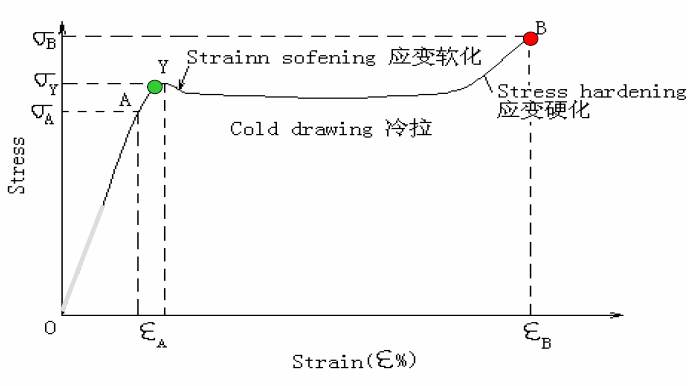 B
σB
Y
Strainn sofening 应变软化
σY
A
Stress hardening
应变硬化
σA
Cold drawing 冷拉
Stress
O
εA
εB
Strain(ε%)